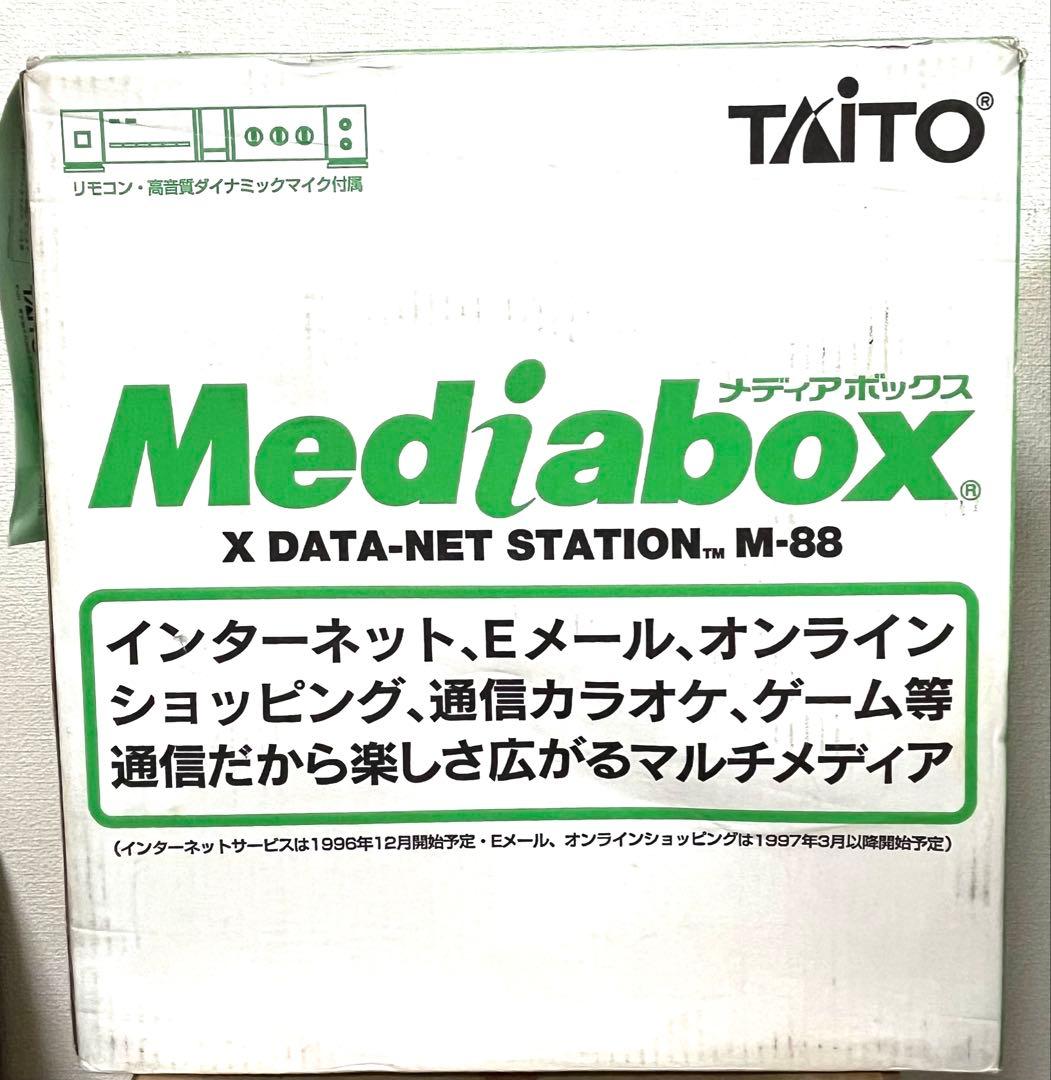 TAITO®
リモコン・高音質ダイナミックマイク付属
メディアボックス
Mediabox®
X DATA-NET STATION™ M-88
インターネット、Eメール、オンライン
ショッピング、通信カラオケ、ゲーム等
通信だから楽しさ広がるマルチメディア
(インターネットサービスは1996年12月開始予定・Eメール、オンラインショッピングは1997年3月以降開始予定)